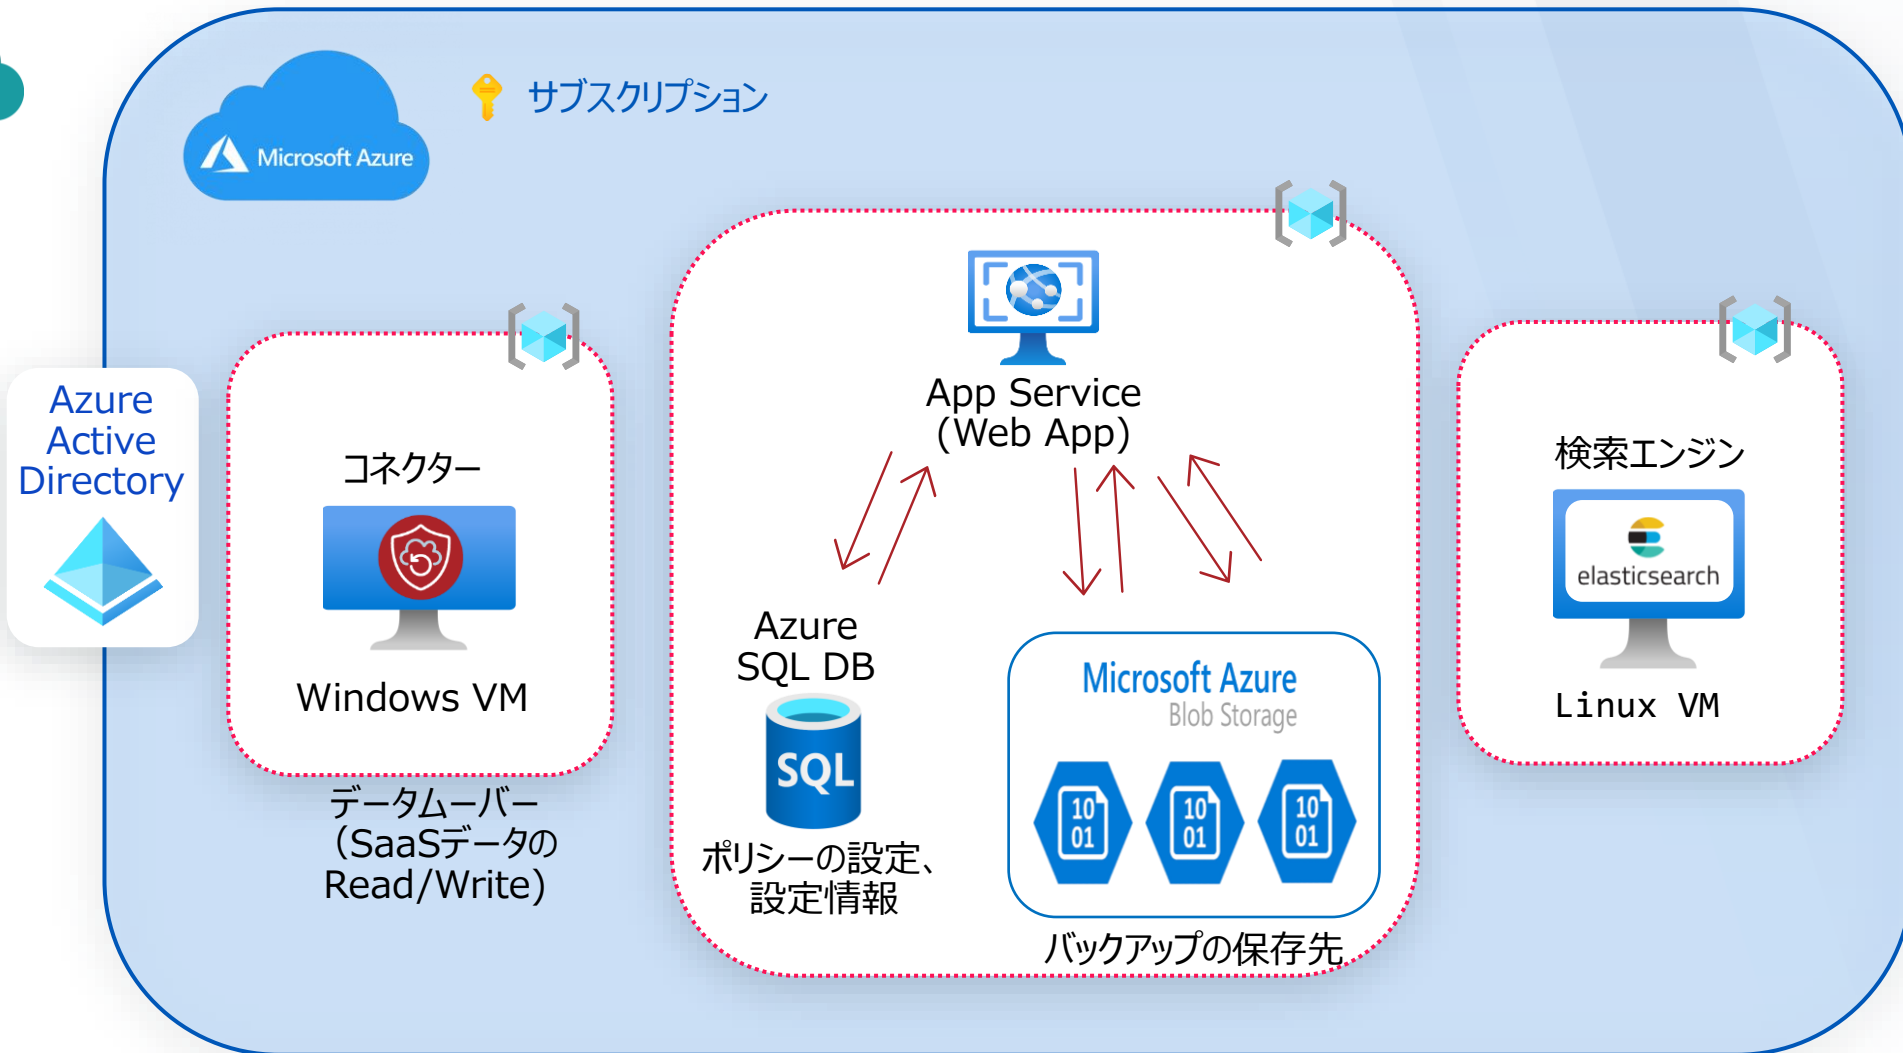 Microsoft Azure
サブスクリプション
Azure
Active
Directory
コネクター
Windows VM
データムーバー
（SaaSデータの
Read/Write)
App Service
(Web App)
Azure
SQL DB
SQL
ポリシーの設定、
設定情報
Microsoft Azure
Blob Storage
10
01
10
01
10
01
バックアップの保存先
検索エンジン
elasticsearch
Linux VM